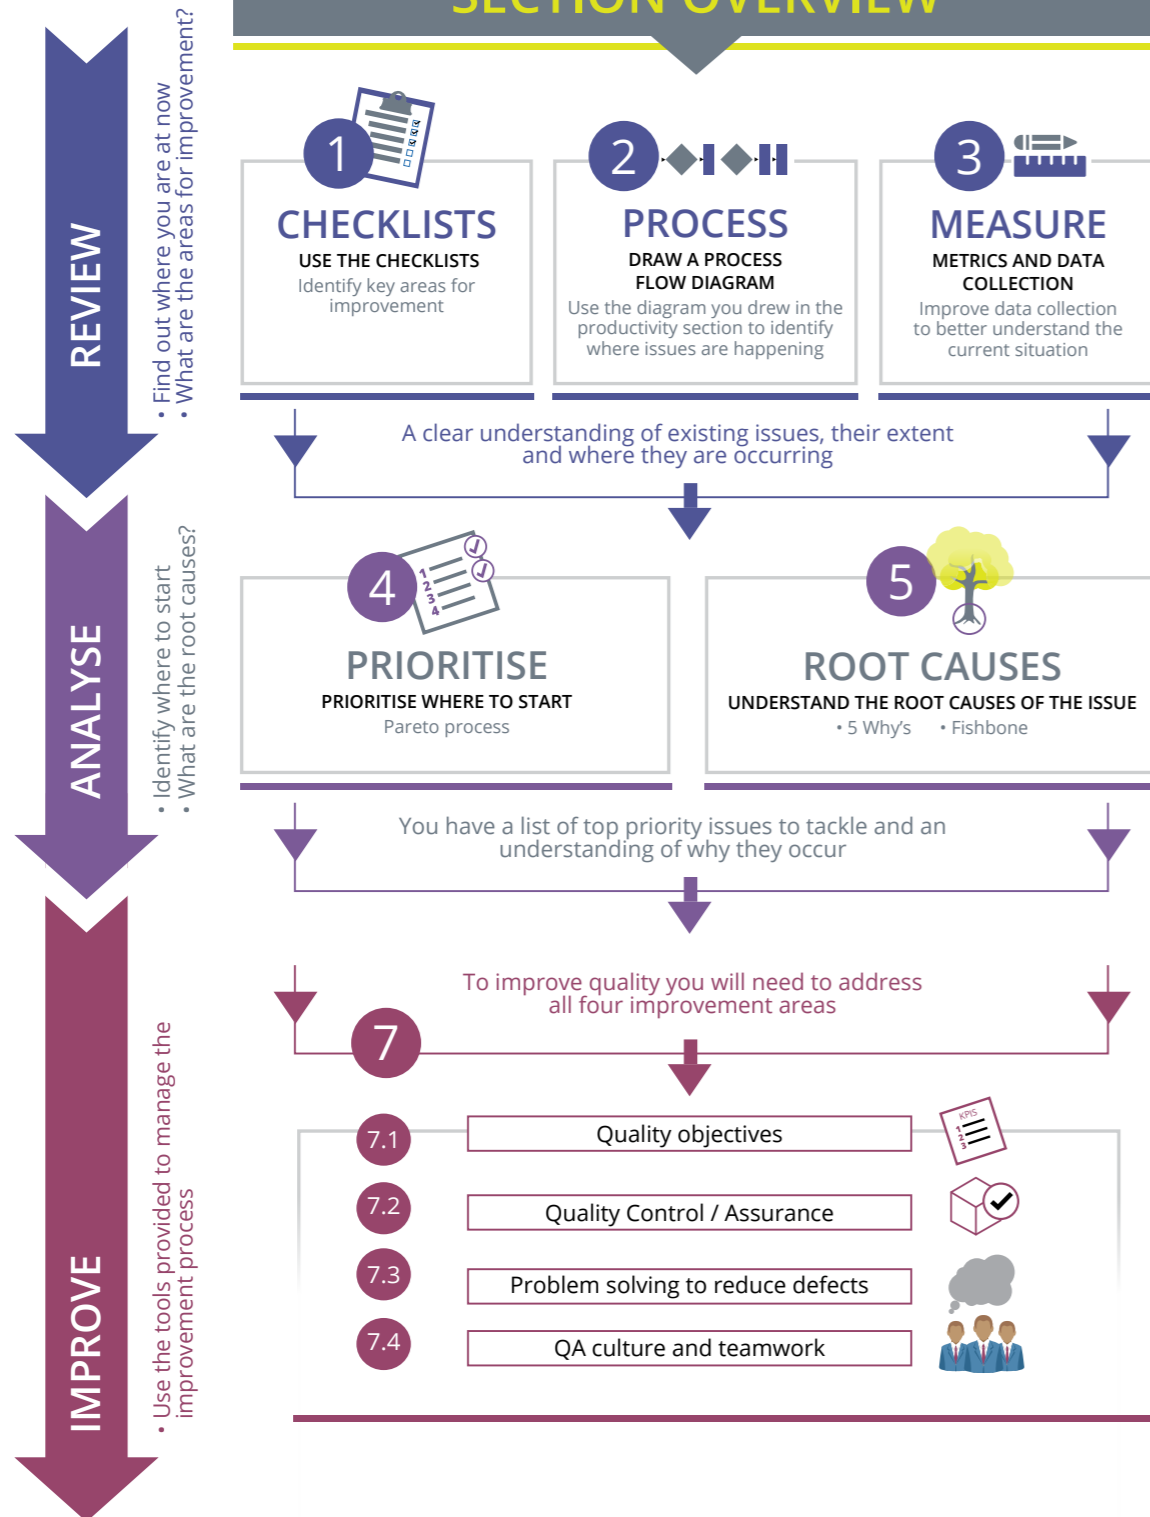 SECTION OVERVIEW
REVIEW
• Find out where you are at now
• What are the areas for improvement?
1
CHECKLISTS
USE THE CHECKLISTS
Identify key areas for
improvement
2
PROCESS
DRAW A PROCESS
FLOW DIAGRAM
Use the diagram you drew in the
productivity section to identify
where issues are happening
3
MEASURE
METRICS AND DATA
COLLECTION
Improve data collection
to better understand the
current situation
A clear understanding of existing issues, their extent
and where they are occurring
ANALYSE
• Identify where to start
• What are the root causes?
4
1
2
3
4
PRIORITISE
PRIORITISE WHERE TO START
Pareto process
5
ROOT CAUSES
UNDERSTAND THE ROOT CAUSES OF THE ISSUE
• 5 Why's • Fishbone
You have a list of top priority issues to tackle and an
understanding of why they occur
IMPROVE
• Use the tools provided to manage the
improvement process
To improve quality you will need to address
all four improvement areas
7
7.1
Quality objectives
KPIS
1
2
3
7.2
Quality Control / Assurance
7.3
Problem solving to reduce defects
7.4
QA culture and teamwork